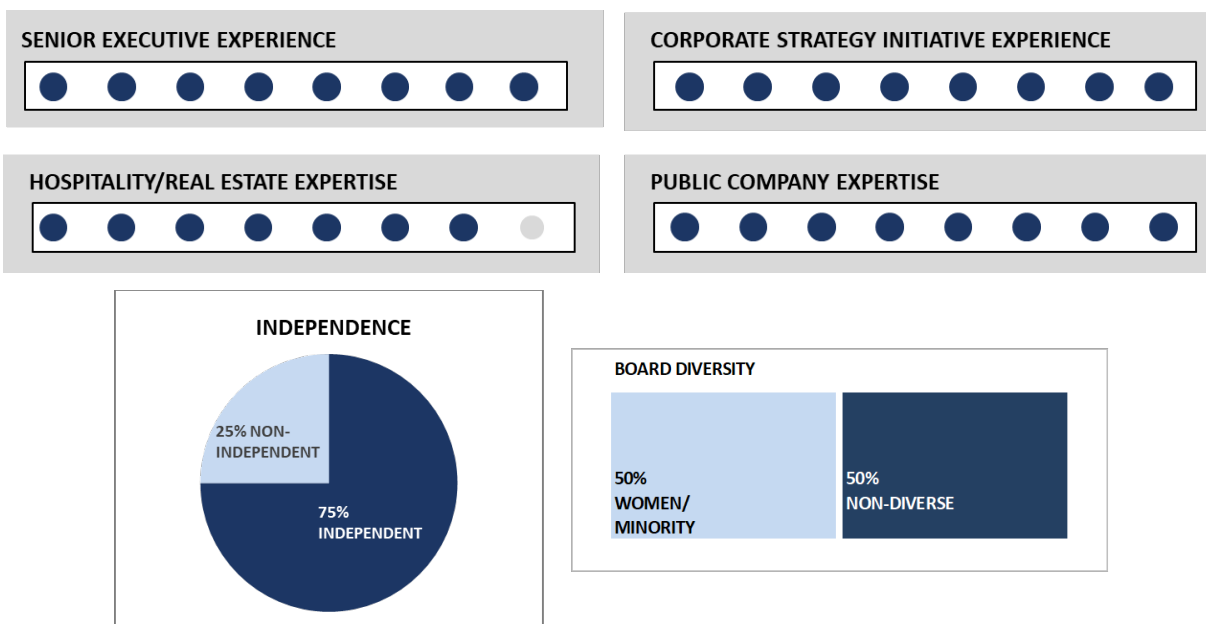 SENIOR EXECUTIVE EXPERIENCE
CORPORATE STRATEGY INITIATIVE EXPERIENCE
HOSPITALITY/REAL ESTATE EXPERTISE
PUBLIC COMPANY EXPERTISE
INDEPENDENCE
25% NON-
INDEPENDENT
75%
INDEPENDENT
BOARD DIVERSITY
50%
WOMEN/
MINORITY
50%
NON-DIVERSE